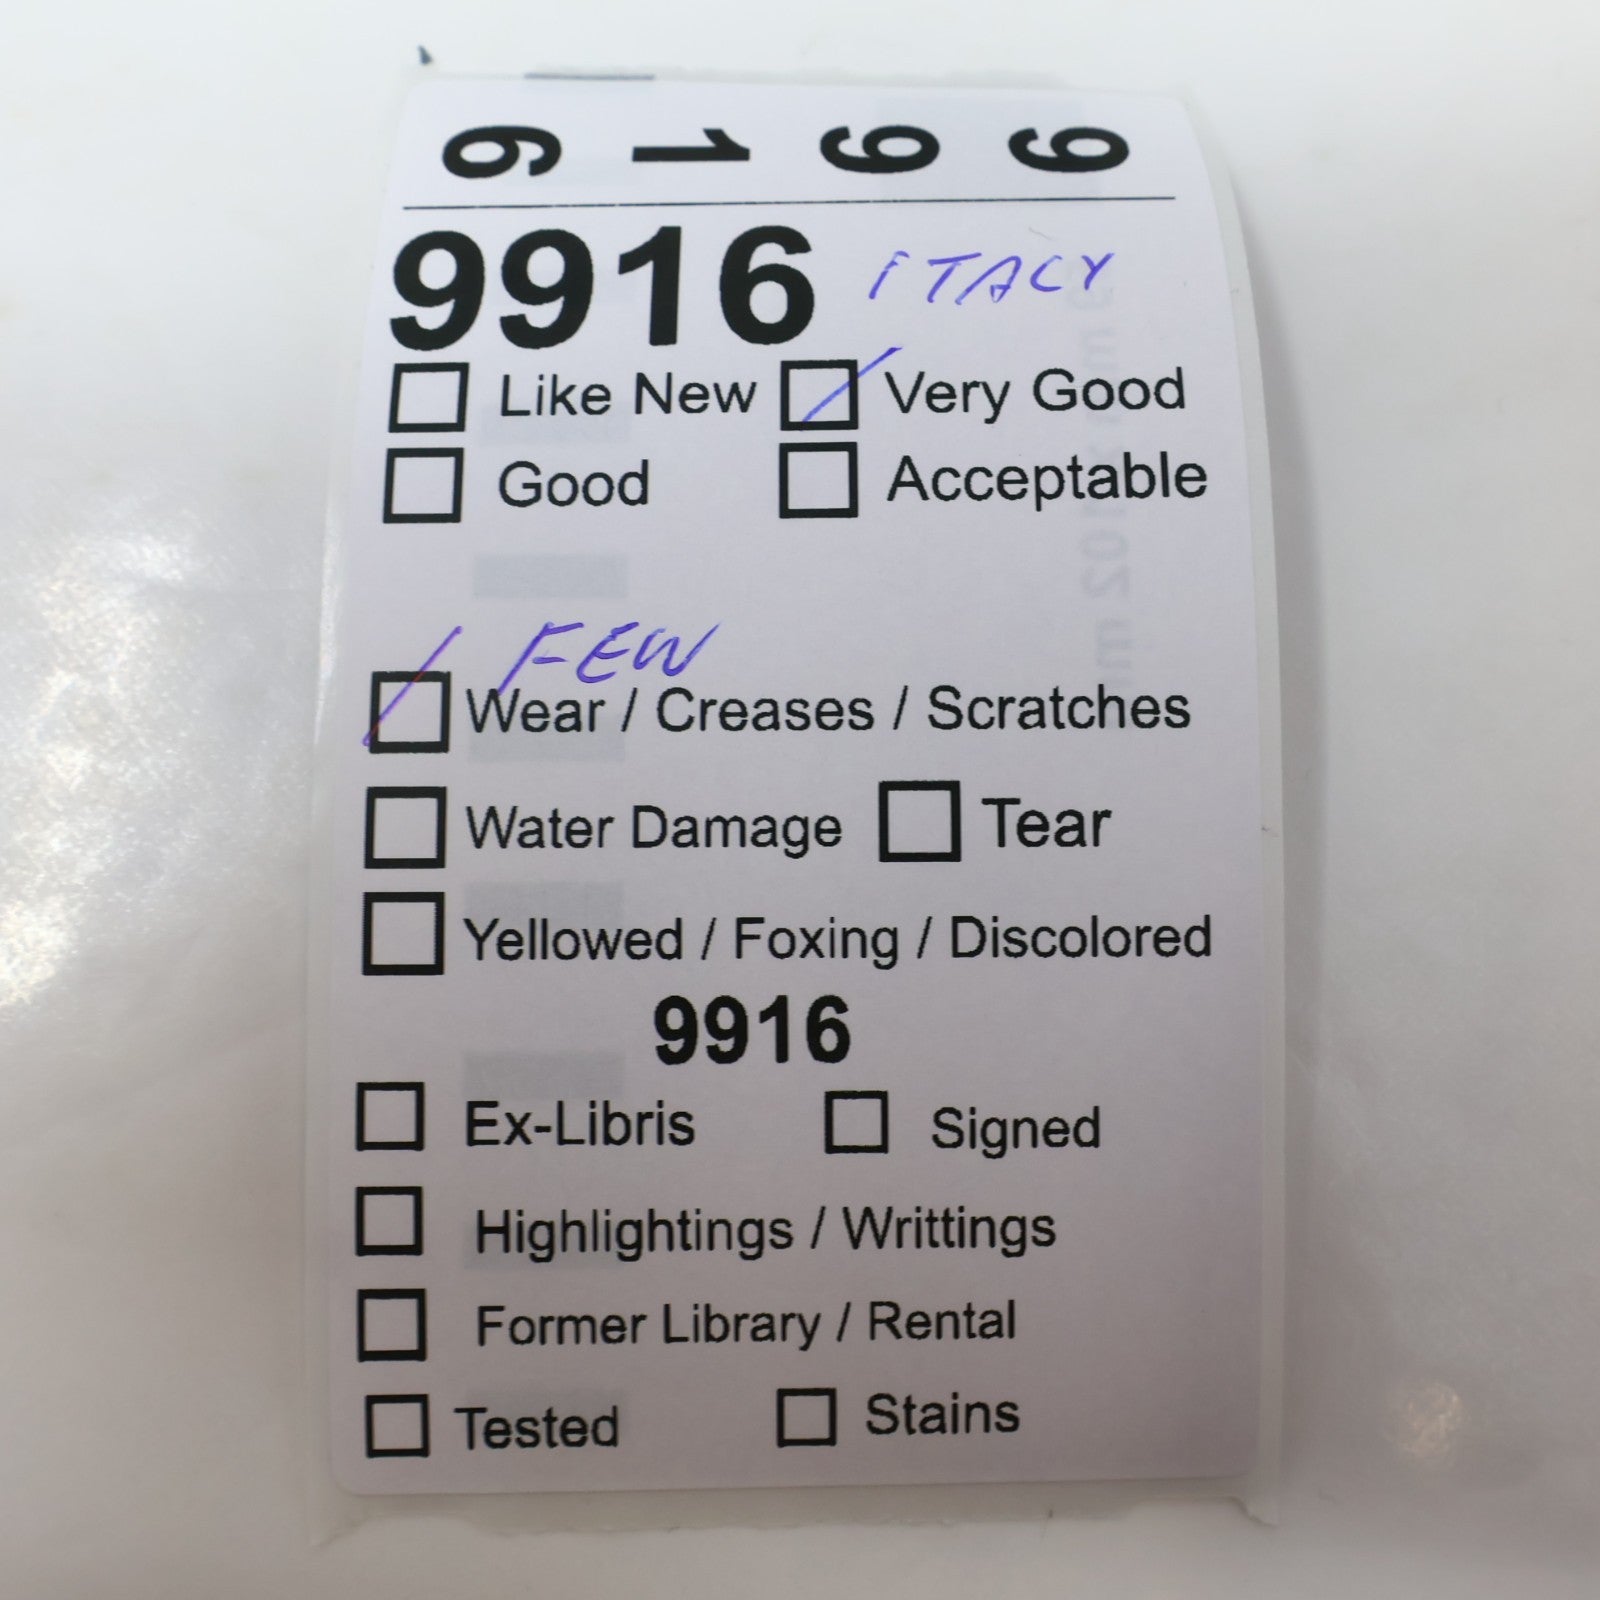 6 1 9 9
9916 iTALY
Like New Very Good
Good Acceptable
FEW
Wear / Creases / Scratches
Water Damage Tear
Yellowed / Foxing / Discolored
9916
Ex-Libris Signed
Highlightings / Writtings
Former Library / Rental
Tested Stains